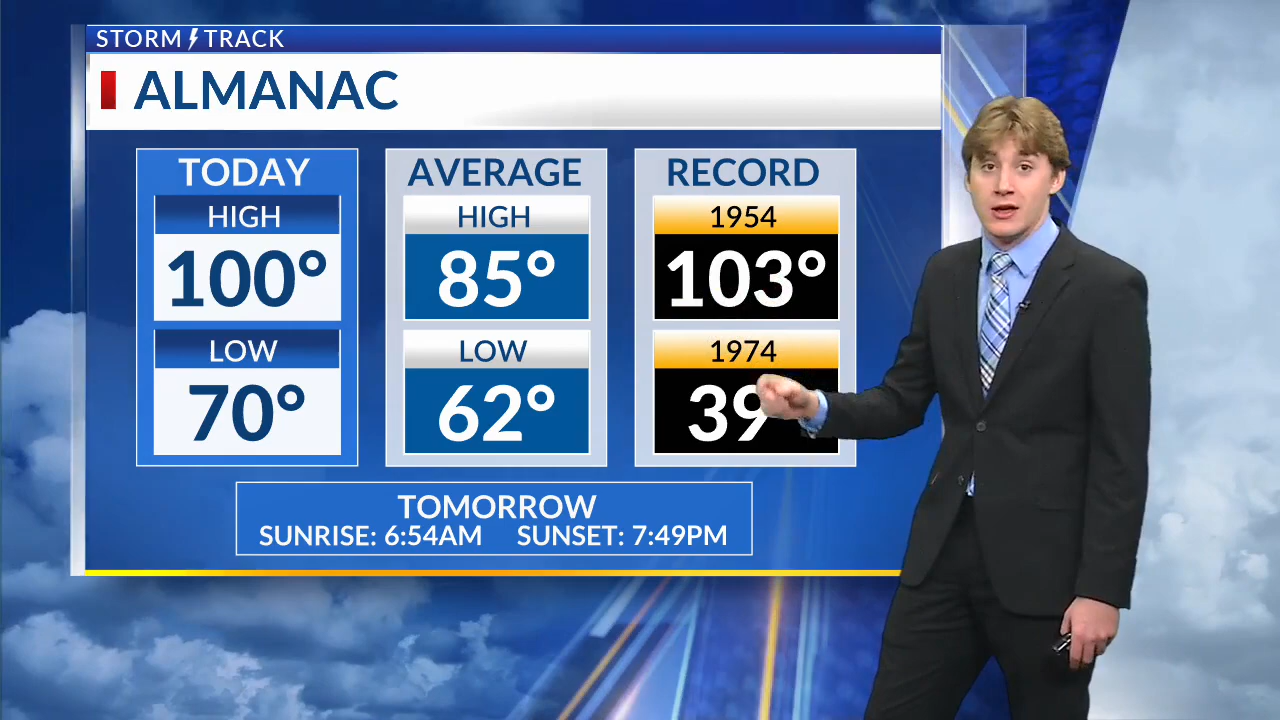 STORM TRACK
ALMANAC
TODAY
HIGH
100°
LOW
70°
AVERAGE
HIGH
85°
LOW
62°
RECORD
1954
103°
1974
39
TOMORROW
SUNRISE: 6:54AM SUNSET: 7:49PM